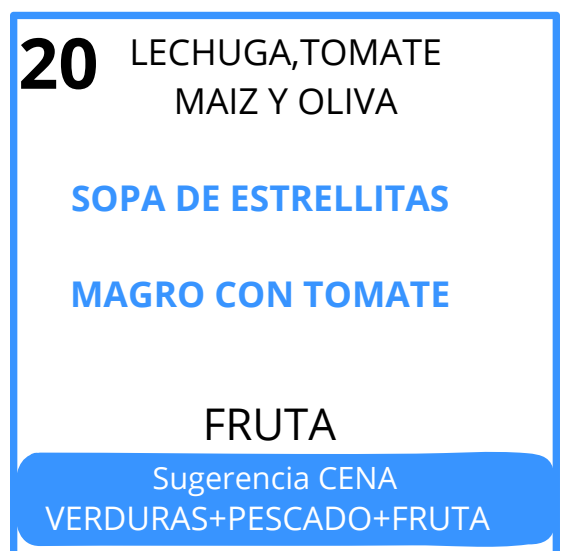 20
LECHUGA,TOMATE
MAIZ Y OLIVA
SOPA DE ESTRELLITAS
MAGRO CON TOMATE
FRUTA
Sugerencia CENA
VERDURAS+PESCADO+FRUTA